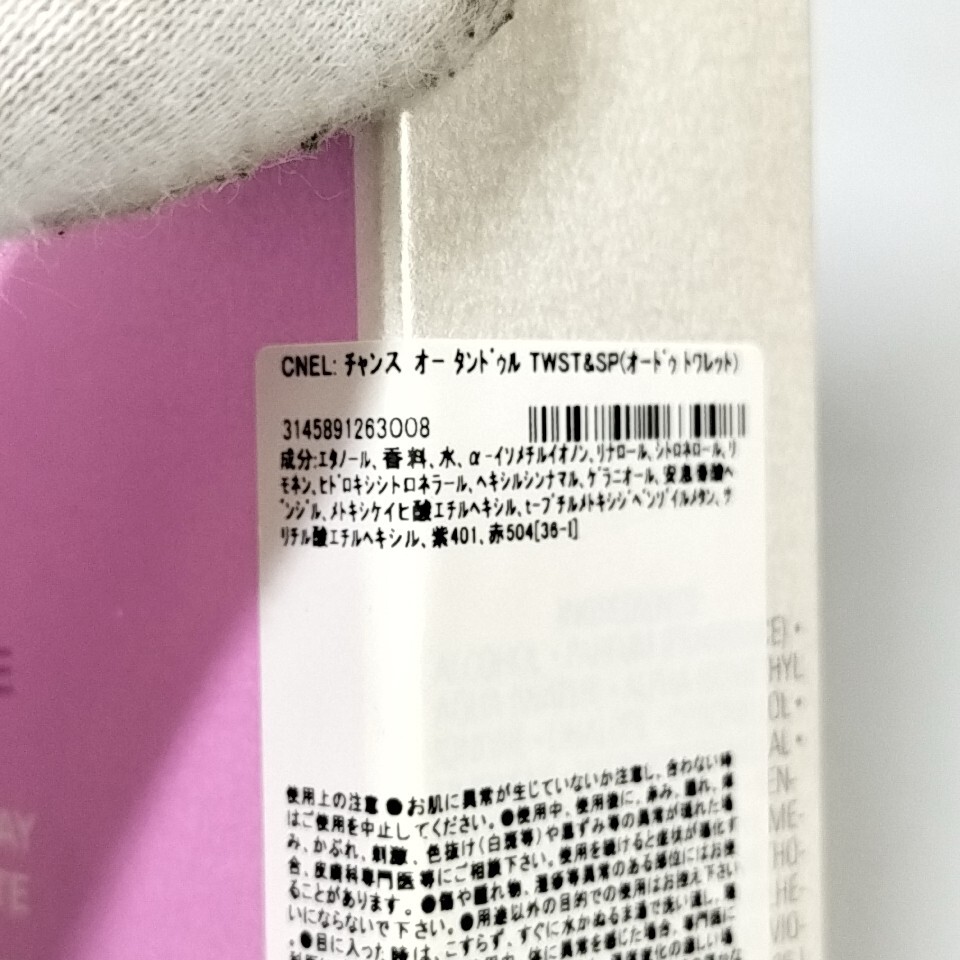 CNEL: チャンス オー タンドゥル TWST&SP(オードゥ トワレット)
3145891263008
成分:エタノール、香料、水、α-イソメチルイオノン、リナロール、シトロネロール、リ
モネン、ヒドロキシシトロネラール、ヘキシルシンナマル、ゲラニオール、安息香酸ベ
ンジル、メトキシケイヒ酸エチルヘキシル、t-ブチルメトキシジベンゾイルメタン、サ
リチル酸エチルヘキシル、紫401、赤504[36-I]
使用上の注意 ●お肌に異常が生じていないか注意し、合わない時
はご使用を中止してください。●使用中、使用後に、赤み、腫れ、痒
み、かぶれ、刺激、色抜け(白斑等)や黒ずみ等の異常が現れた場
合、皮膚科専門医等にご相談下さい。使用を続けると症状が悪化す
ることがあります。●傷や腫れ物、湿疹等異常のある部位にはお使
いにならないで下さい。●用途以外の目的での使用はお控え下さい
。●目に入った時は、こすらず、すぐに水かぬるま湯で洗い流し、
E
AY
TE
CE) •
HYL
OL •
AL •
EN-
ME-
HO-
HE-
VIO-